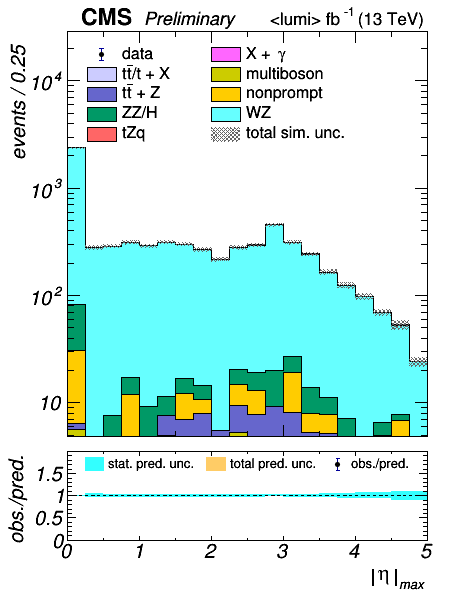 CMS Preliminary <lumi> fb⁻¹ (13 TeV)
events / 0.25
10⁴
10³
10²
10
data
X + γ
tt̄/t + X
multiboson
tt̄ + Z
nonprompt
ZZ/H
WZ
tZ̄q
total sim. unc.
obs./pred.
1.5
1
0.5
0
stat. pred. unc. total pred. unc. obs./pred.
0 1 2 3 4 5
|η|max